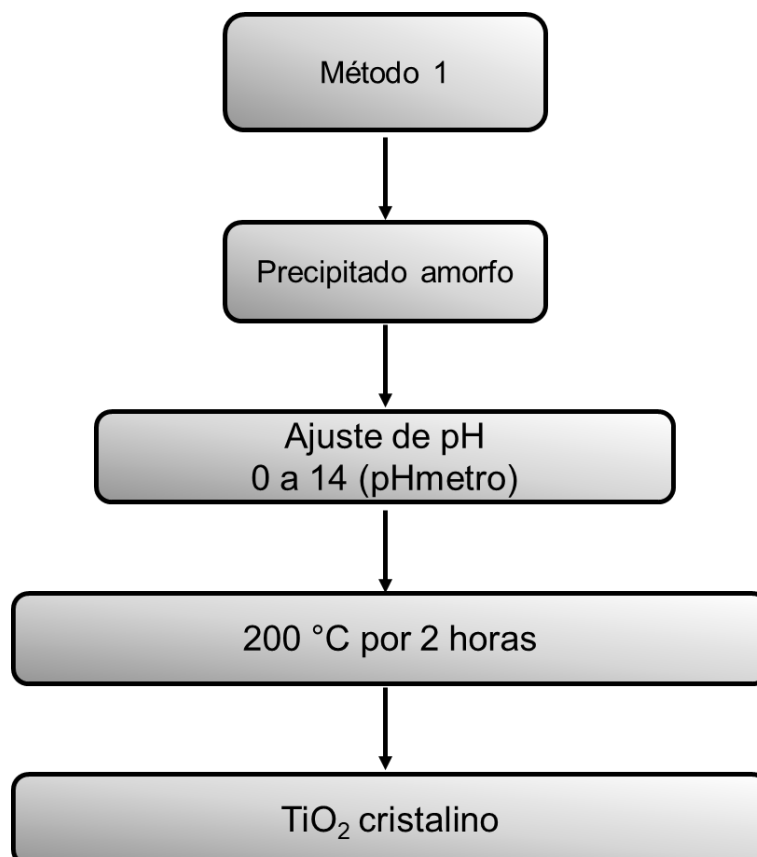 Método 1
Precipitado amorfo
Ajuste de pH
0 a 14 (pHmetro)
200 °C por 2 horas
TiO₂ cristalino